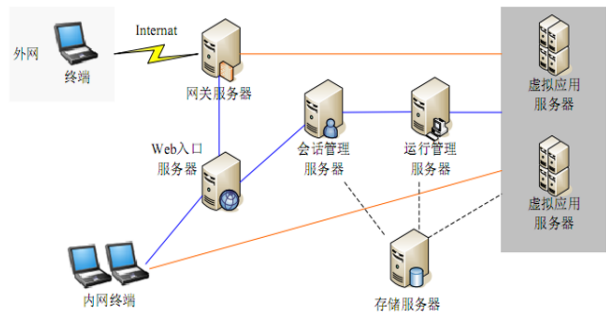 Internat
外网
终端
网关服务器
虚拟应用
服务器
Web入口
服务器
会话管理
服务器
运行管理
服务器
虚拟应用
服务器
内网终端
存储服务器